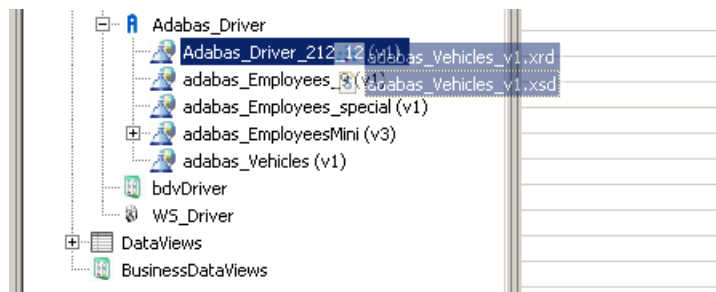 Adabas_Driver
Adabas_Driver_212_12 (v1)
adabas_Vehicles_v1.xrd
adabas_Employees_
adabas_Vehicles_v1.xsd
adabas_Employees_special (v1)
adabas_EmployeesMini (v3)
adabas_Vehicles (v1)
bdvDriver
WS_Driver
DataViews
BusinessDataViews